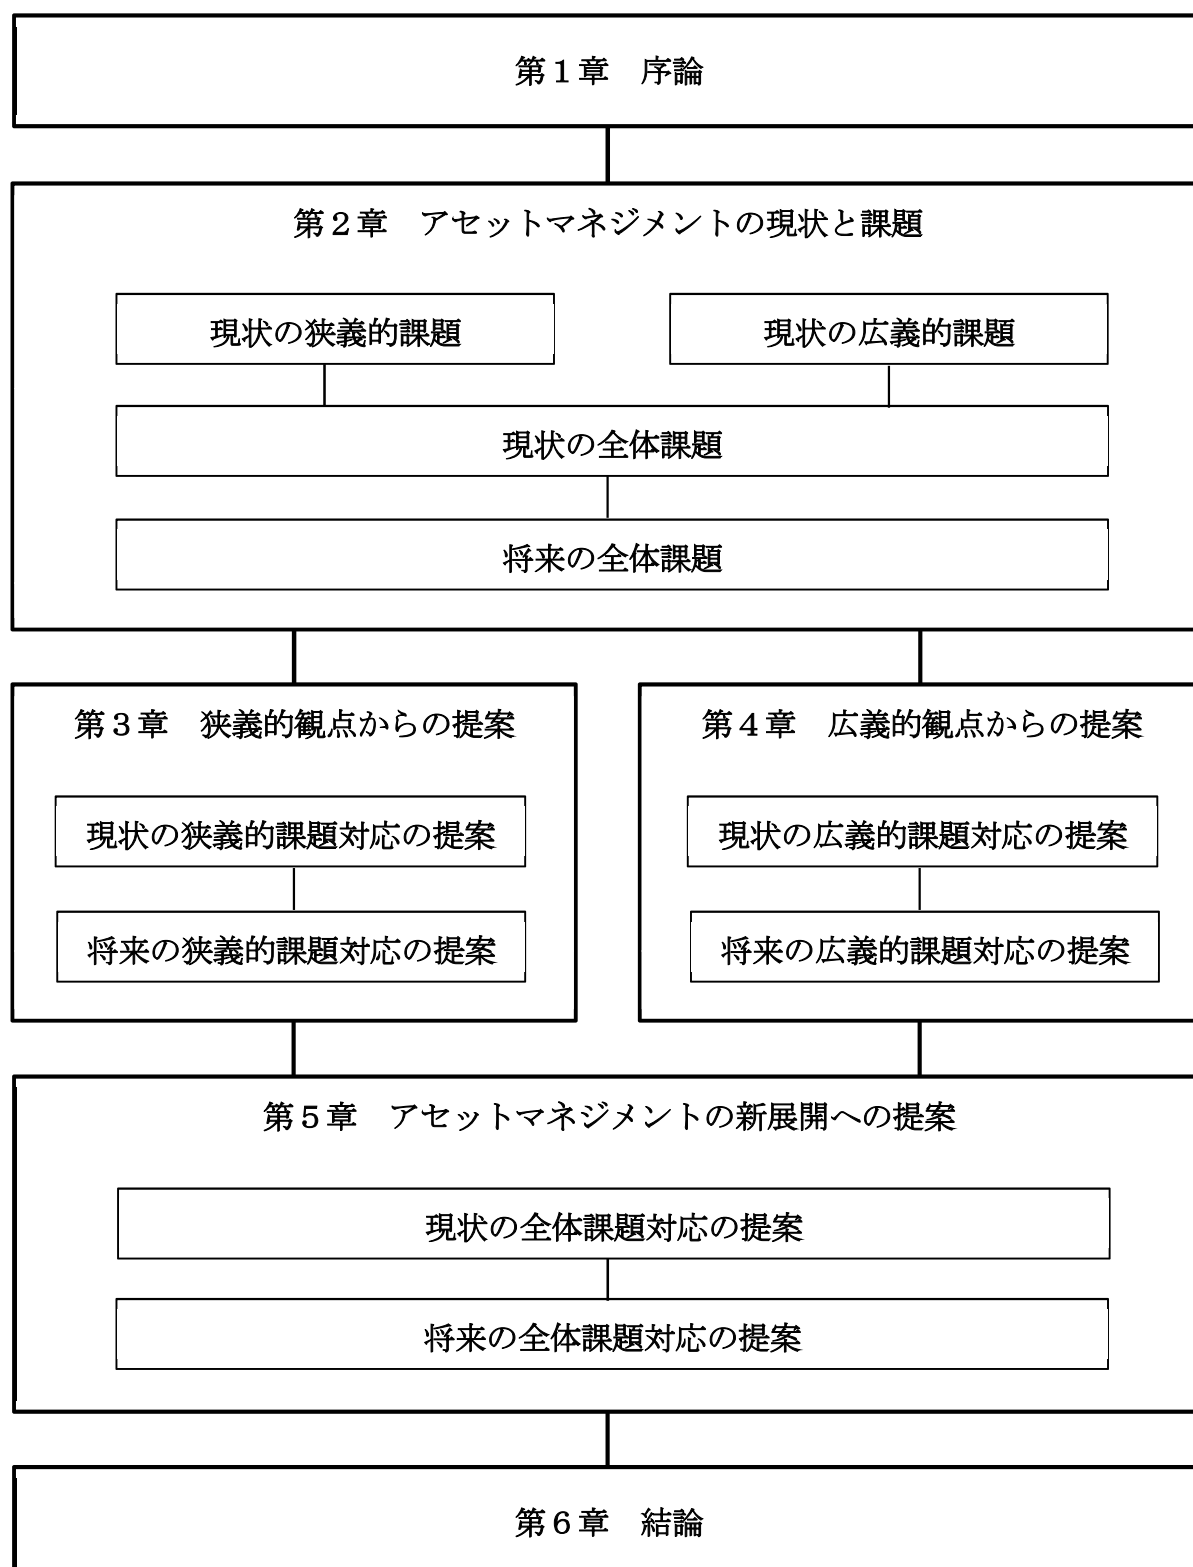 第１章　序論
第２章　アセットマネジメントの現状と課題
現状の狭義的課題
現状の広義的課題
現状の全体課題
将来の全体課題
第３章　狭義的観点からの提案
現状の狭義的課題対応の提案
将来の狭義的課題対応の提案
第４章　広義的観点からの提案
現状の広義的課題対応の提案
将来の広義的課題対応の提案
第５章　アセットマネジメントの新展開への提案
現状の全体課題対応の提案
将来の全体課題対応の提案
第６章　結論